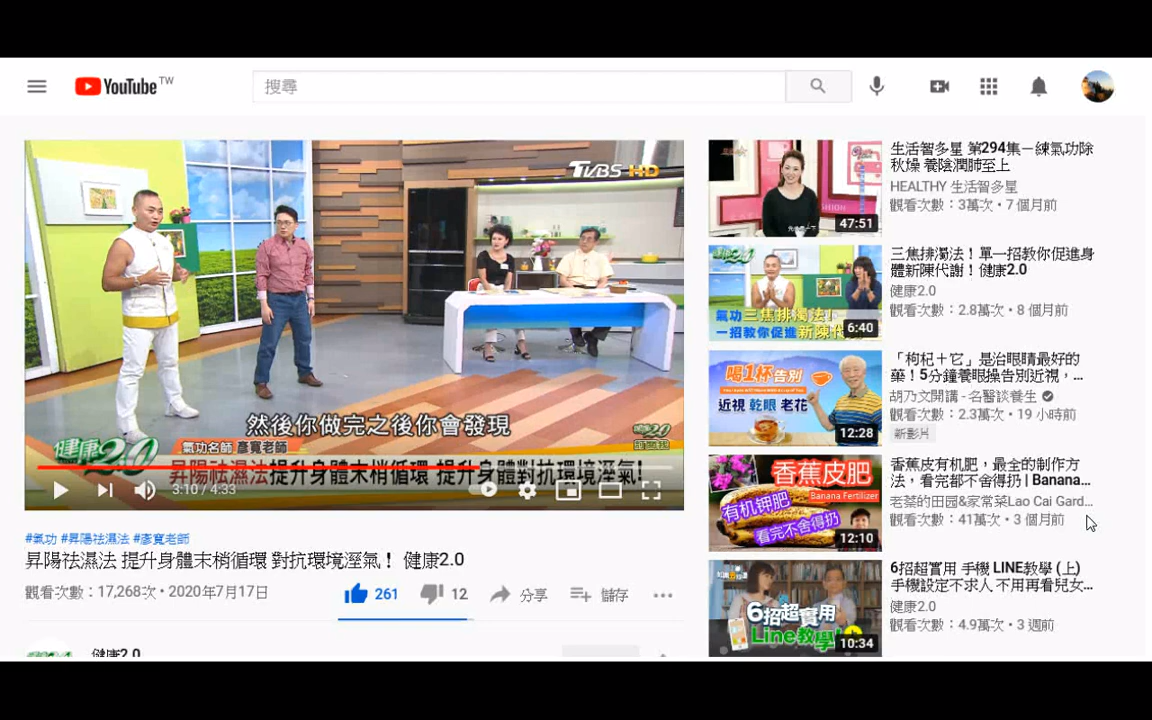 YouTube TW
搜尋
TVBS HD
然後你做完之後你會發現
健康2.0
氣功名師 彥寬老師
昇陽祛濕法提升身體末梢循環 提升身體對抗環境溼氣!
3:10 / 4:33
#氣功 #昇陽祛濕法 #彥寬老師
昇陽祛濕法 提升身體末梢循環 對抗環境溼氣! 健康2.0
觀看次數:17,268次 • 2020年7月17日
261
12
分享
儲存
健康2.0
47:51
生活智多星 第294集－練氣功除
秋燥 養陰潤肺至上
HEALTHY 生活智多星
觀看次數:3萬次 • 7 個月前
氣功三焦排濁法!
一招教你促進新陳代
6:40
三焦排濁法!單一招教你促進身
體新陳代謝!健康2.0
健康2.0
觀看次數:2.8萬次 • 8 個月前
喝1杯告別
近視 乾眼 老花
12:28
「枸杞＋它」是治眼睛最好的
藥!5分鐘養眼操告別近視，...
胡乃文開講 - 名醫談養生
觀看次數:2.3萬次 • 19 小時前
新影片
香蕉皮肥
Banana Fertilizer
有机钾肥
看完不舍得扔
12:10
香蕉皮有机肥，最全的制作方
法，看完都不舍得扔 | Banana...
老菜的田园&家常菜Lao Cai Gard...
觀看次數:41萬次 • 3 個月前
6招超實用
Line教學
10:34
6招超實用 手機 LINE教學 (上)
手機設定不求人 不用再看兒女...
健康2.0
觀看次數:4.9萬次 • 3 週前